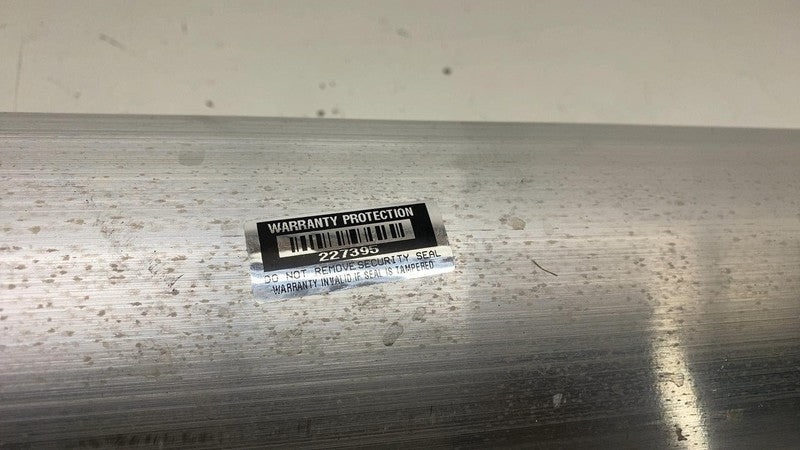 WARRANTY PROTECTION
227395
DO NOT REMOVE SECURITY SEAL
WARRANTY INVALID IF SEAL IS TAMPERED